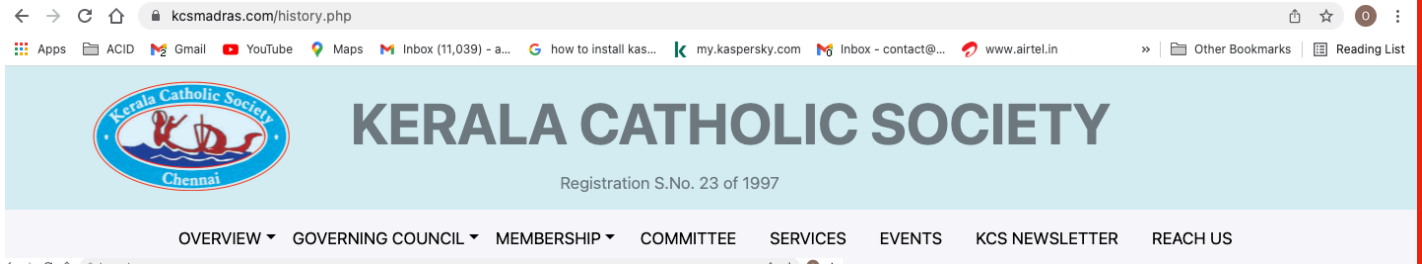 kcsmadras.com/history.php
Apps ACID Gmail YouTube Maps Inbox (11,039) - a... how to install kas... my.kaspersky.com Inbox - contact@... www.airtel.in » Other Bookmarks Reading List
Kerala Catholic Society
Chennai
KERALA CATHOLIC SOCIETY
Registration S.No. 23 of 1997
OVERVIEW GOVERNING COUNCIL MEMBERSHIP COMMITTEE SERVICES EVENTS KCS NEWSLETTER REACH US